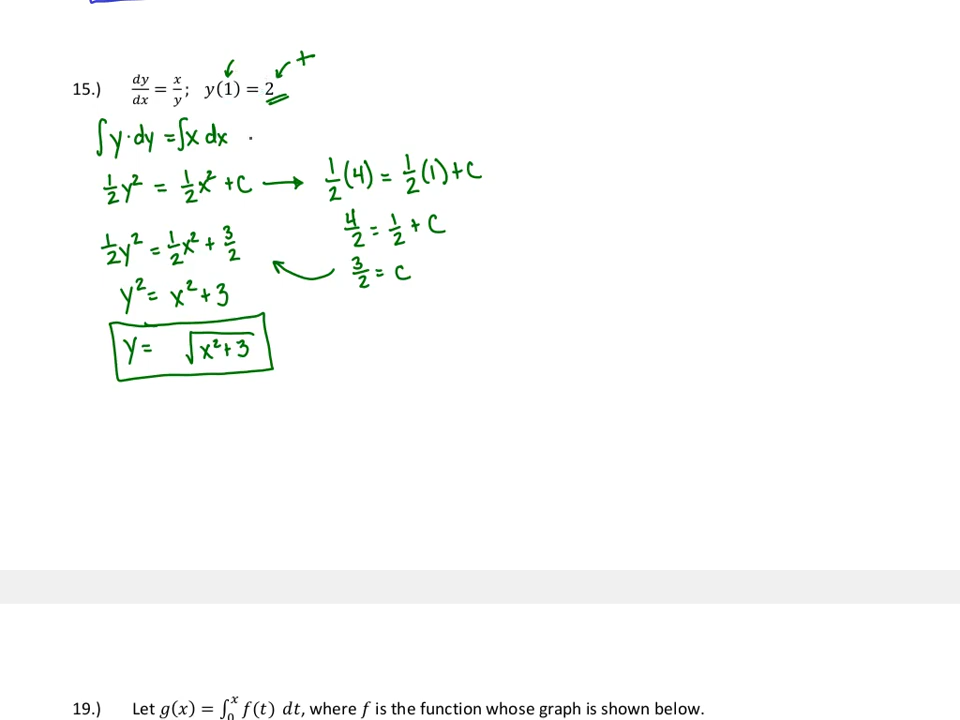 +
15.) dy/dx = x/y; y(1) = 2
∫y·dy = ∫x dx
½y² = ½x² + C → ½(4) = ½(1) + C
4/2 = ½ + C
½y² = ½x² + 3/2
3/2 = C
y² = x² + 3
y = √(x² + 3)
19.) Let g(x) = ∫₀ˣ f(t) dt, where f is the function whose graph is shown below.